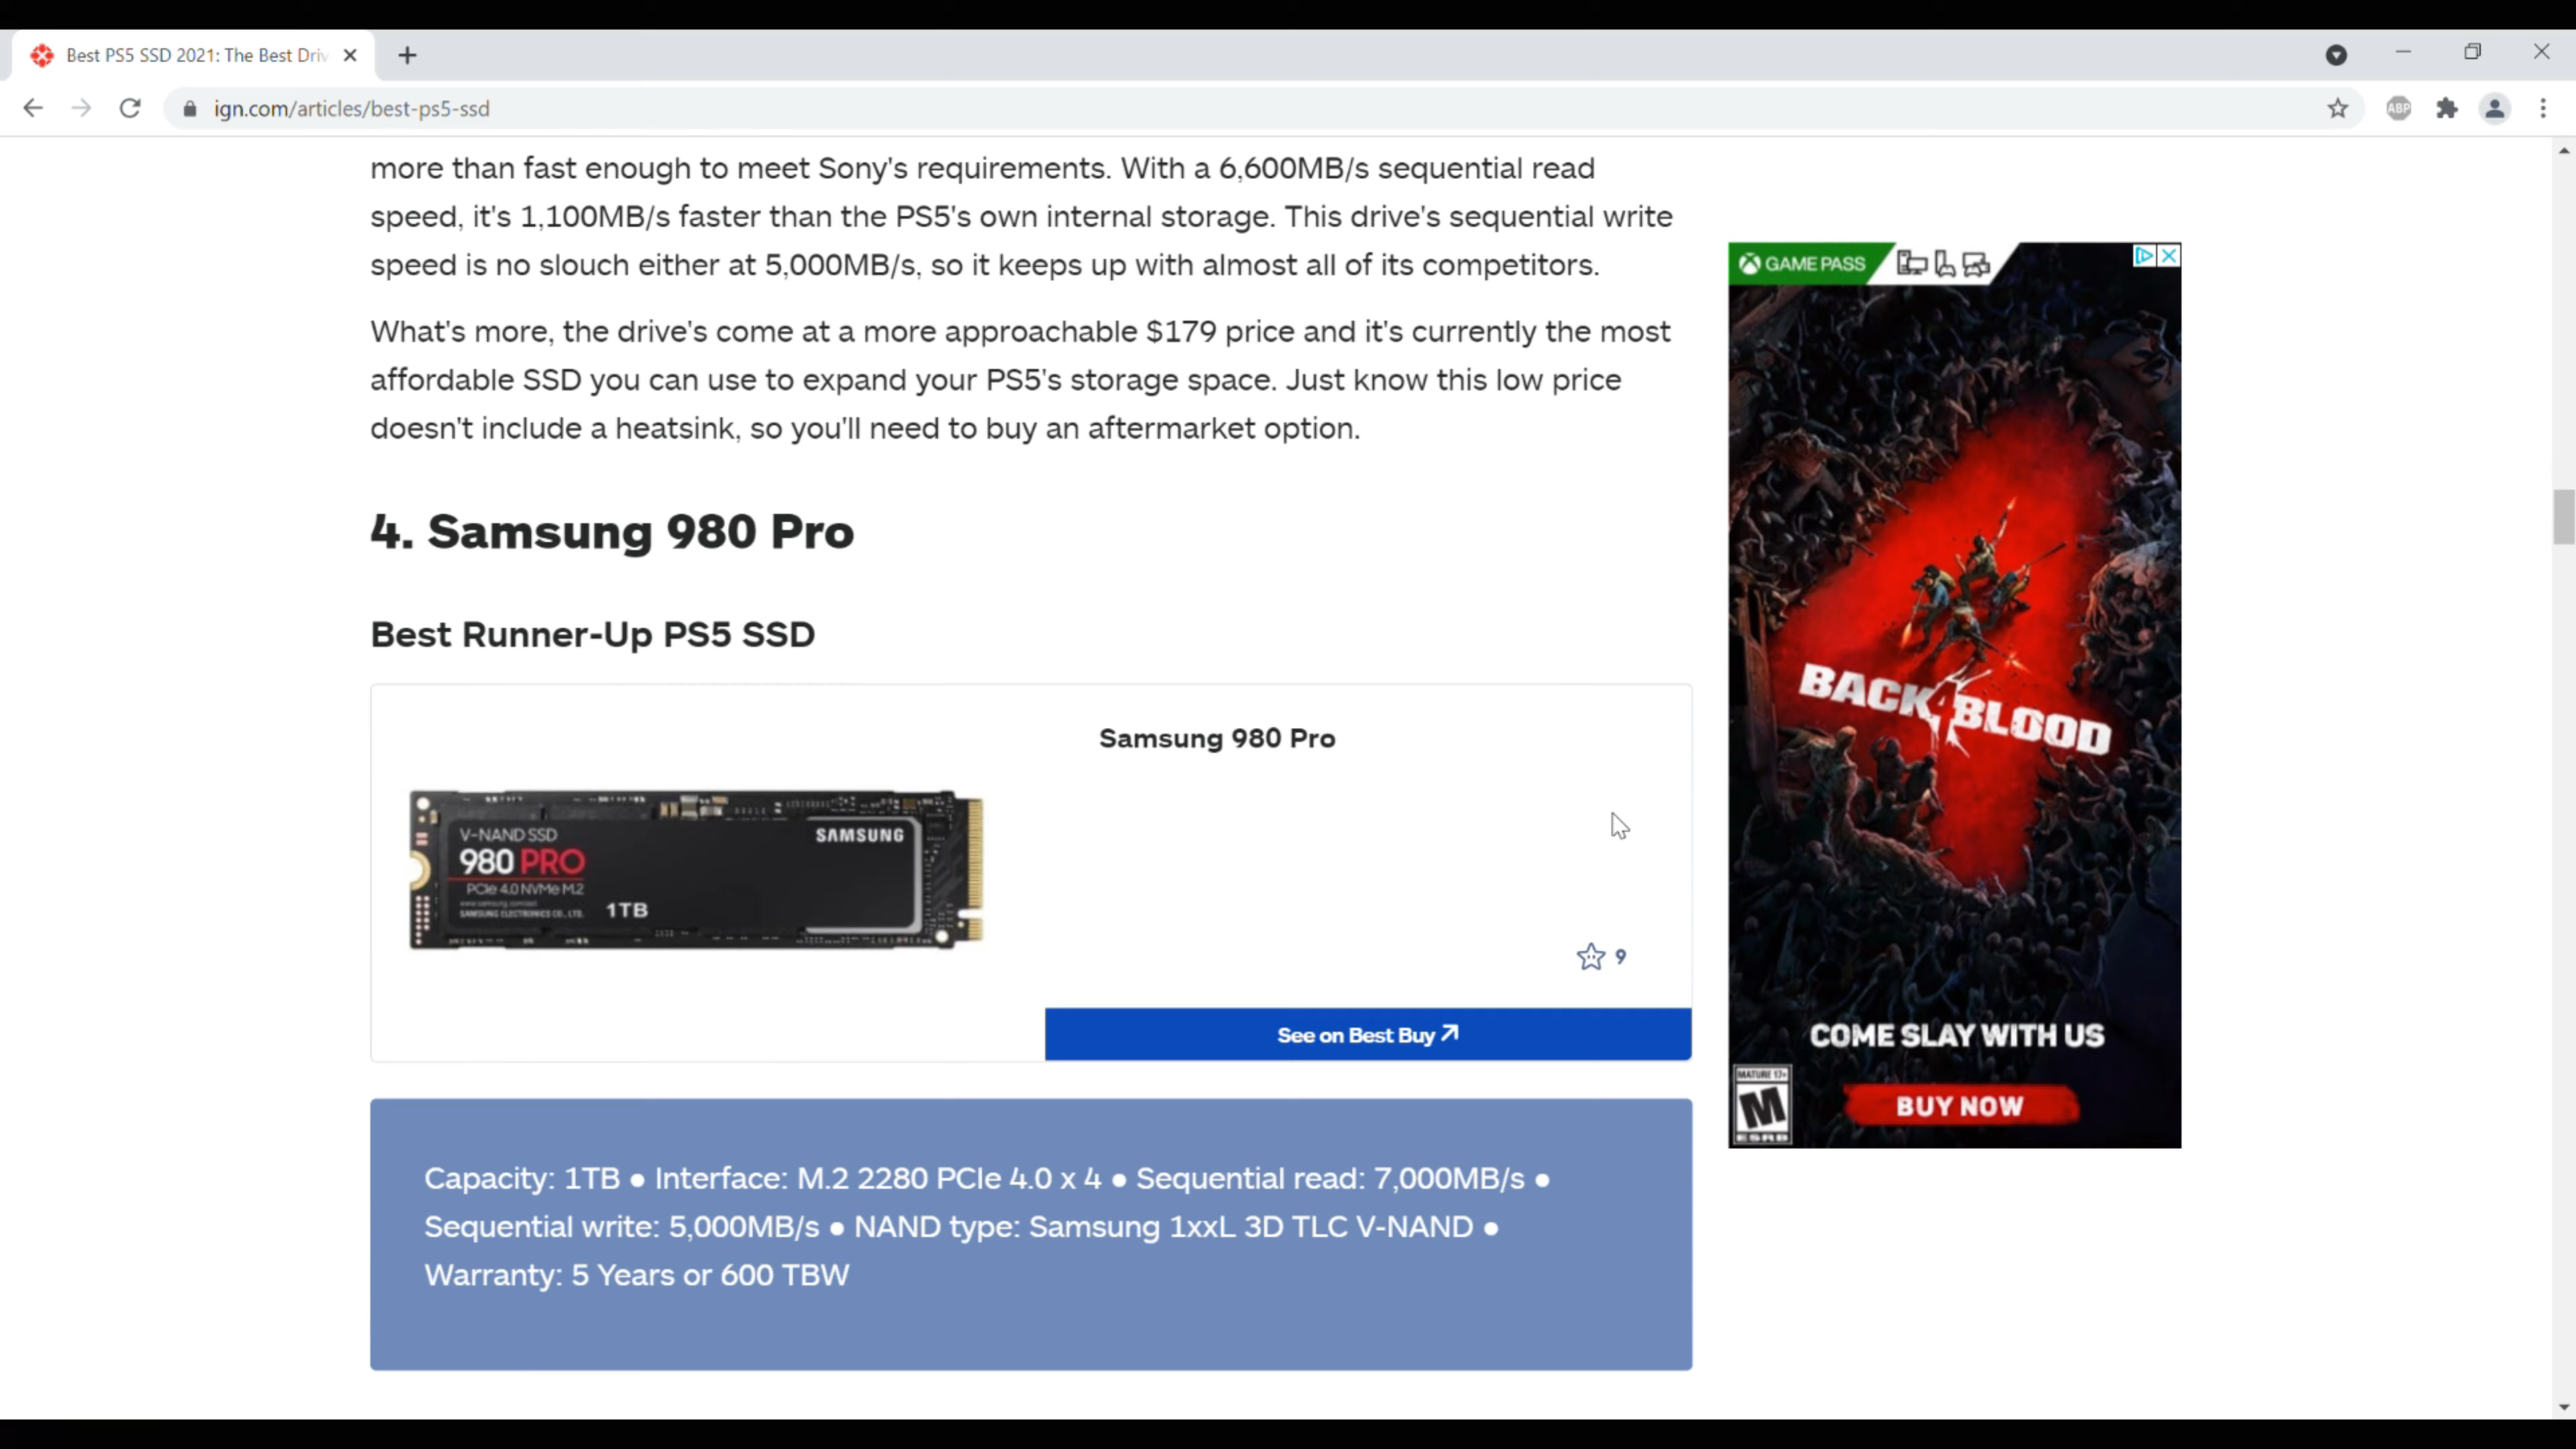 Best PS5 SSD 2021: The Best Driv
ign.com/articles/best-ps5-ssd
ABP
more than fast enough to meet Sony's requirements. With a 6,600MB/s sequential read
speed, it's 1,100MB/s faster than the PS5's own internal storage. This drive's sequential write
speed is no slouch either at 5,000MB/s, so it keeps up with almost all of its competitors.
What's more, the drive's come at a more approachable $179 price and it's currently the most
affordable SSD you can use to expand your PS5's storage space. Just know this low price
doesn't include a heatsink, so you'll need to buy an aftermarket option.
4. Samsung 980 Pro
Best Runner-Up PS5 SSD
Samsung 980 Pro
V-NAND SSD
SAMSUNG
980 PRO
PCIe 4.0 NVMe M.2
SAMSUNG ELECTRONICS CO., LTD.
1TB
9
See on Best Buy
Capacity: 1TB ● Interface: M.2 2280 PCIe 4.0 x 4 ● Sequential read: 7,000MB/s ●
Sequential write: 5,000MB/s ● NAND type: Samsung 1xxL 3D TLC V-NAND ●
Warranty: 5 Years or 600 TBW
GAME PASS
BACK 4 BLOOD
COME SLAY WITH US
MATURE 17+
M
ESRB
BUY NOW